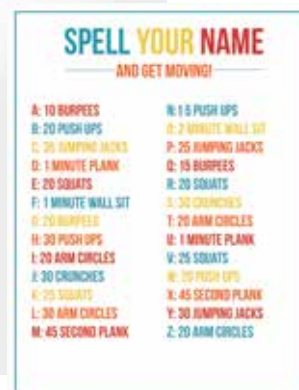 SPELL YOUR NAME
AND GET MOVING!
A: 10 BURPEES
B: 20 PUSH UPS
C: 35 JUMPING JACKS
D: 1 MINUTE PLANK
E: 20 SQUATS
F: 1 MINUTE WALL SIT
G: 20 BURPEES
H: 30 PUSH UPS
I: 20 ARM CIRCLES
J: 30 CRUNCHES
K: 25 SQUATS
L: 30 ARM CIRCLES
M: 45 SECOND PLANK
N: 15 PUSH UPS
O: 2 MINUTE WALL SIT
P: 25 JUMPING JACKS
Q: 15 BURPEES
R: 20 SQUATS
S: 30 CRUNCHES
T: 20 ARM CIRCLES
U: 1 MINUTE PLANK
V: 25 SQUATS
W: 20 PUSH UPS
X: 45 SECOND PLANK
Y: 30 JUMPING JACKS
Z: 20 ARM CIRCLES